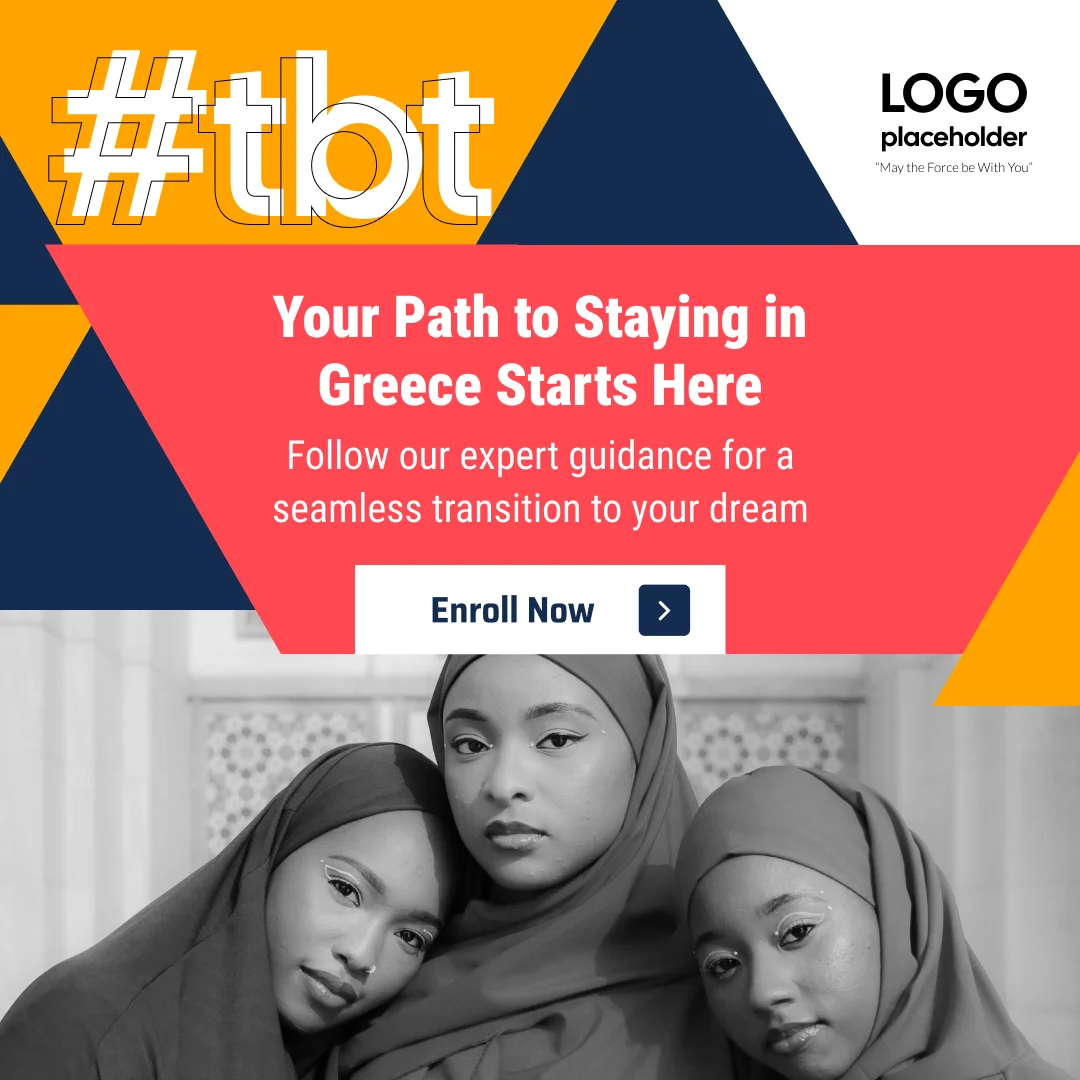 #tbt
LOGO
placeholder
“May the Force be With You”
Your Path to Staying in
Greece Starts Here
Follow our expert guidance for a
seamless transition to your dream
Enroll Now